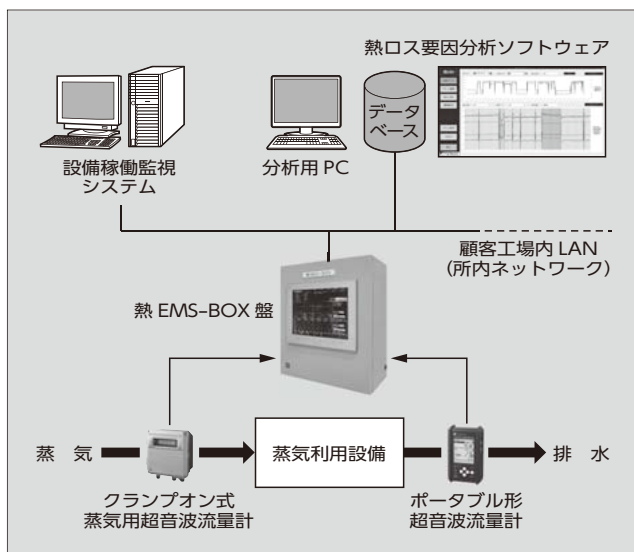 熱ロス要因分析ソフトウェア
データ
ベース
設備稼働監視
システム
分析用 PC
顧客工場内 LAN
(所内ネットワーク)
熱 EMS-BOX 盤
蒸 気
蒸気利用設備
排 水
クランプオン式
蒸気用超音波流量計
ポータブル形
超音波流量計